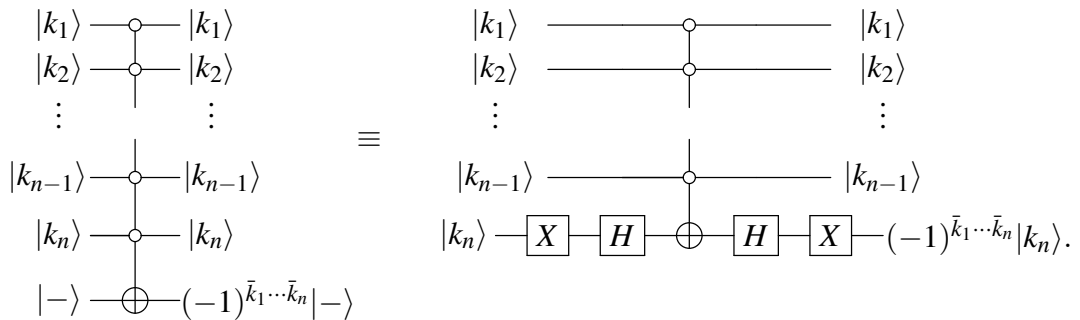 |k₁⟩ |k₁⟩ |k₁⟩ |k₁⟩
|k₂⟩ |k₂⟩ |k₂⟩ |k₂⟩
⋮ ⋮ ≡ ⋮ ⋮
|kₙ₋₁⟩ |kₙ₋₁⟩ |kₙ₋₁⟩ |kₙ₋₁⟩
|kₙ⟩ |kₙ⟩ |kₙ⟩ X H H X (−1)^{k̄₁⋯k̄ₙ}|kₙ⟩.
|−⟩ (−1)^{k̄₁⋯k̄ₙ}|−⟩